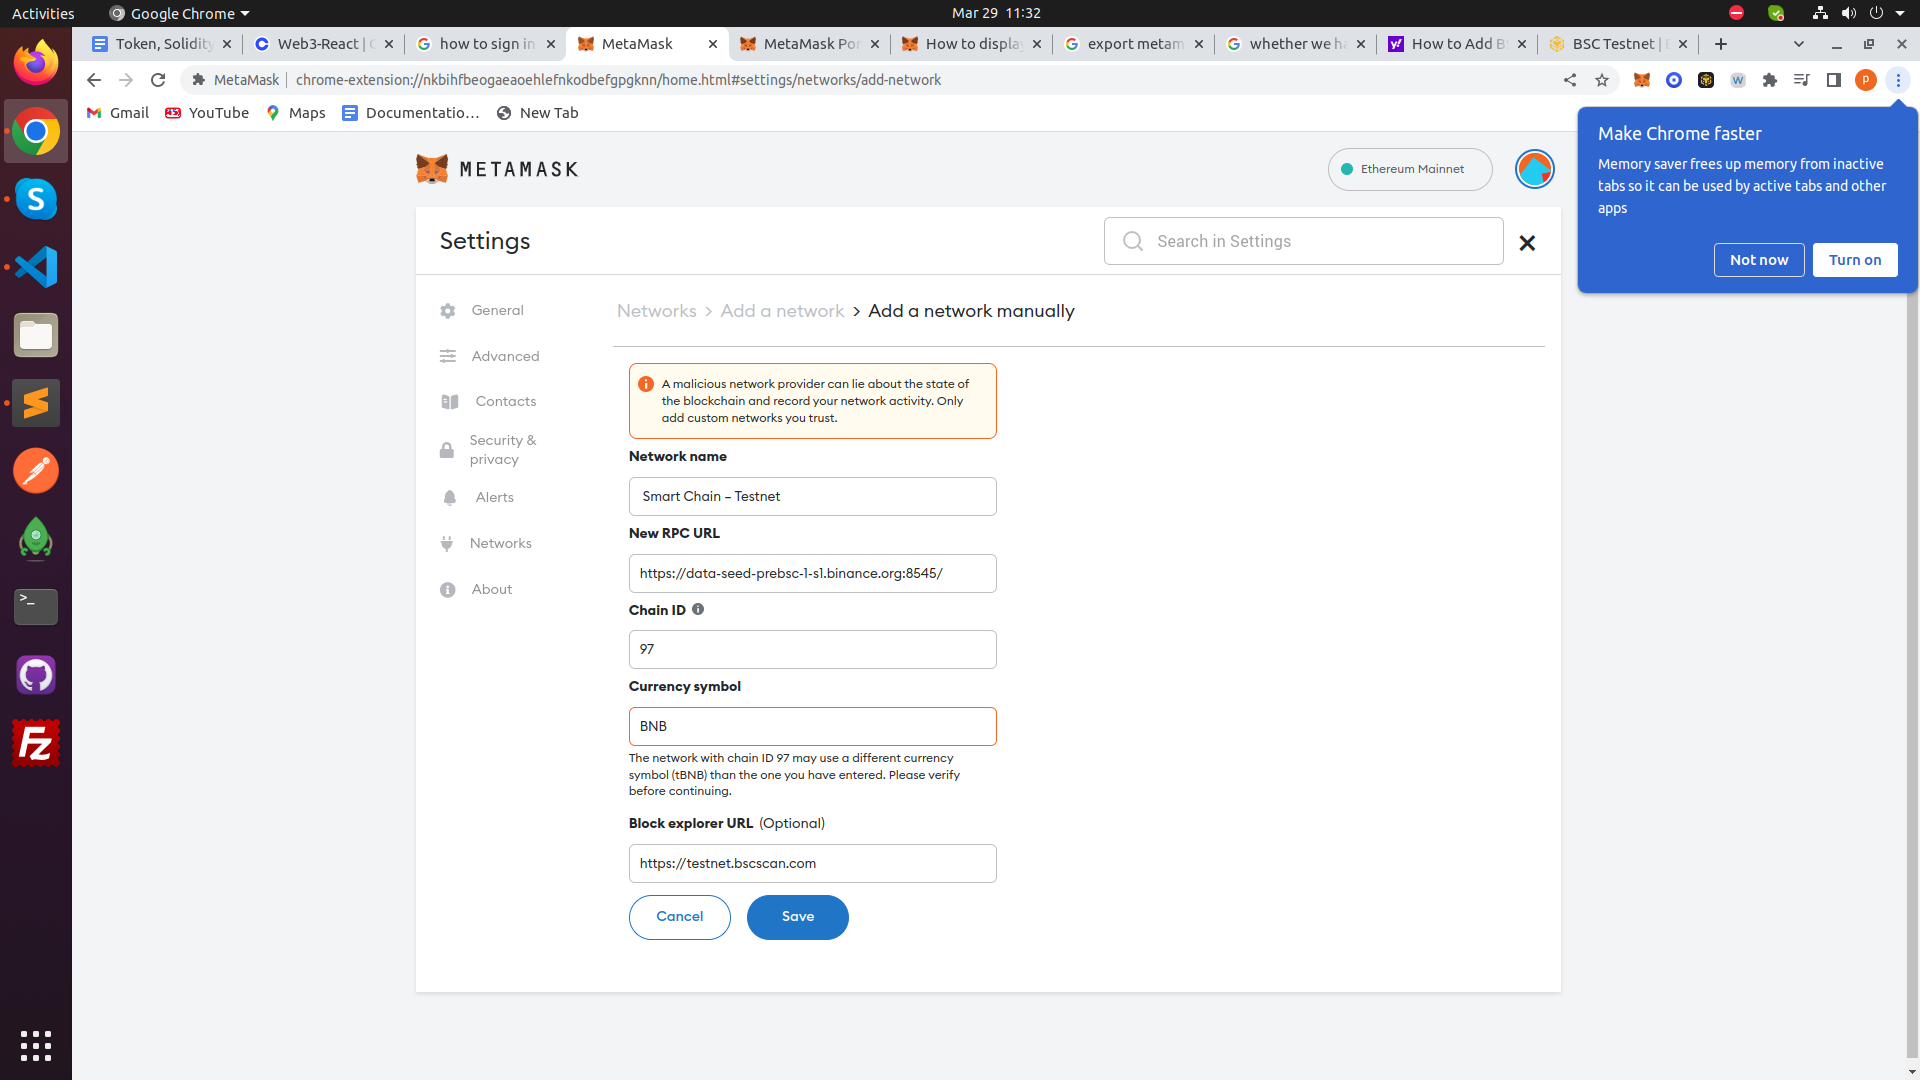 Activities
Google Chrome
Mar 29 11:32
Token, Solidity
Web3-React | C
how to sign in
MetaMask
MetaMask Por
How to display
export metam
whether we ha
How to Add BS
BSC Testnet |
MetaMask
chrome-extension://nkbihfbeogaeaoehlefnkodbefgpgknn/home.html#settings/networks/add-network
P
Gmail
YouTube
Maps
Documentatio...
New Tab
Make Chrome faster
Memory saver frees up memory from inactive
tabs so it can be used by active tabs and other
apps
Not now
Turn on
METAMASK
Ethereum Mainnet
Settings
Search in Settings
General
Advanced
Contacts
Security &
privacy
Alerts
Networks
About
Networks > Add a network > Add a network manually
A malicious network provider can lie about the state of
the blockchain and record your network activity. Only
add custom networks you trust.
Network name
Smart Chain – Testnet
New RPC URL
https://data-seed-prebsc-1-s1.binance.org:8545/
Chain ID
97
Currency symbol
BNB
The network with chain ID 97 may use a different currency
symbol (tBNB) than the one you have entered. Please verify
before continuing.
Block explorer URL (Optional)
https://testnet.bscscan.com
Cancel
Save